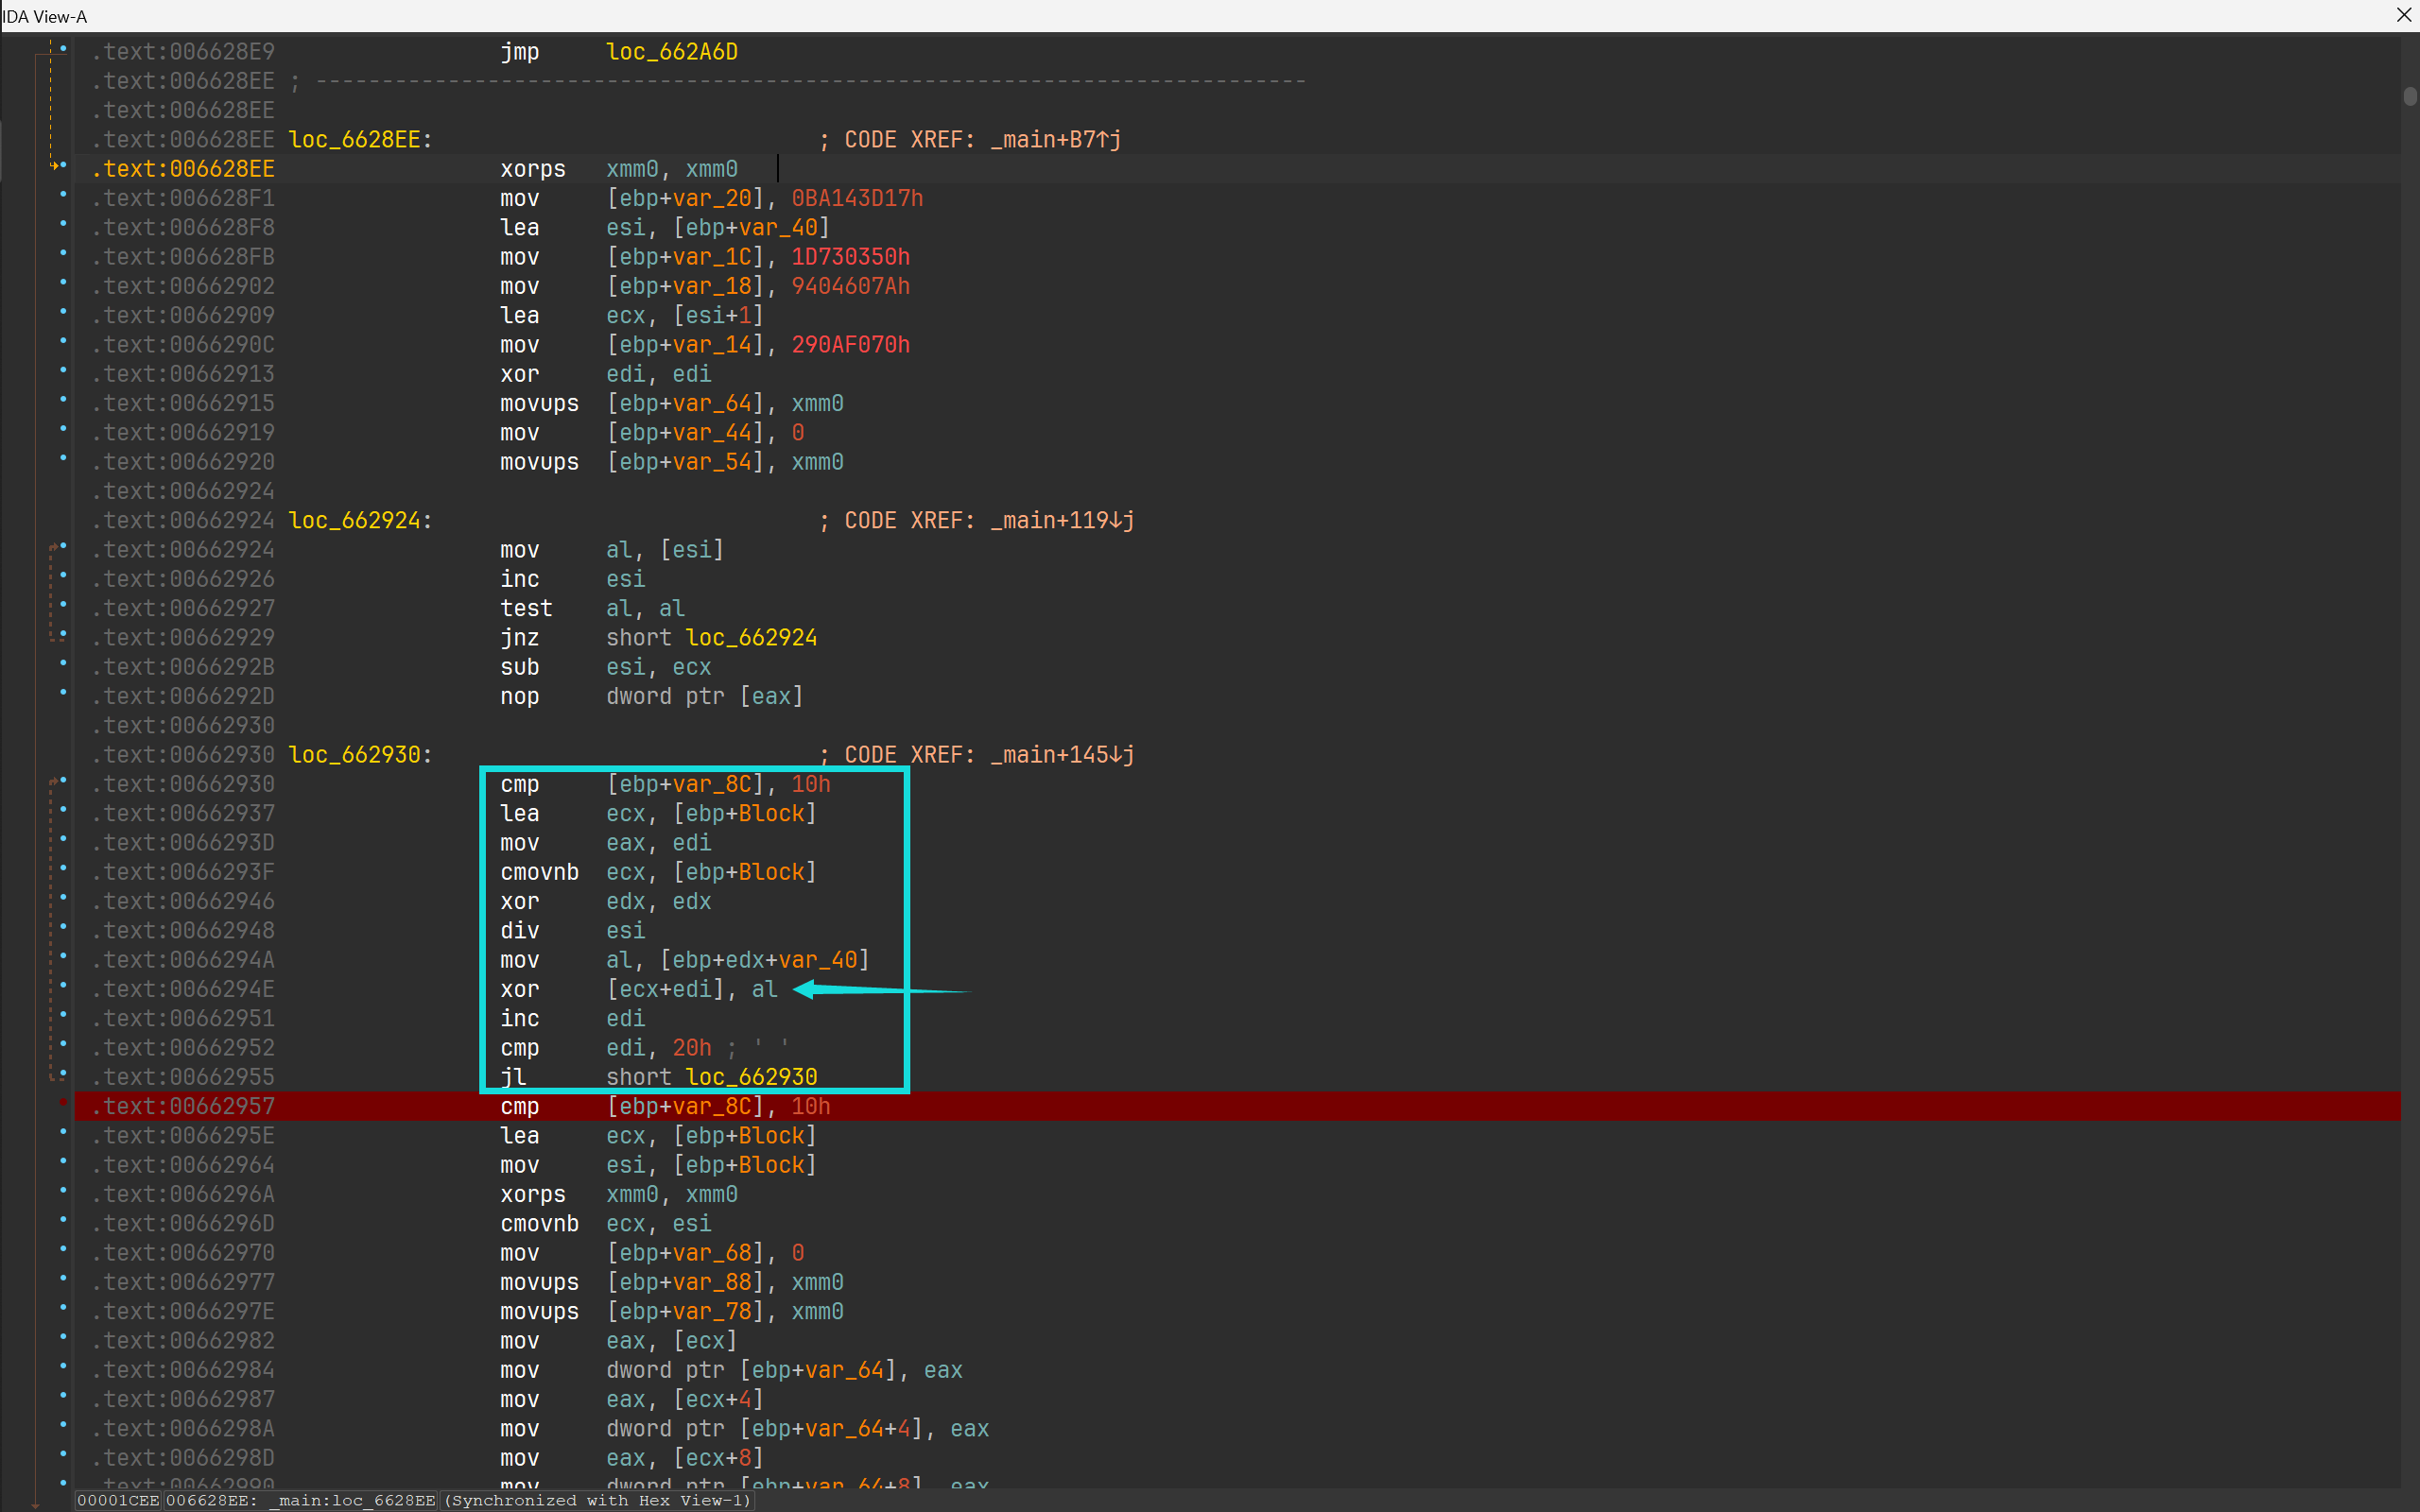 IDA View-A
.text:006628E9 jmp loc_662A6D
.text:006628EE ; ---------------------------------------------------------------------------
.text:006628EE
.text:006628EE loc_6628EE: ; CODE XREF: _main+B7↑j
.text:006628EE xorps xmm0, xmm0
.text:006628F1 mov [ebp+var_20], 0BA143D17h
.text:006628F8 lea esi, [ebp+var_40]
.text:006628FB mov [ebp+var_1C], 1D730350h
.text:00662902 mov [ebp+var_18], 9404607Ah
.text:00662909 lea ecx, [esi+1]
.text:0066290C mov [ebp+var_14], 290AF070h
.text:00662913 xor edi, edi
.text:00662915 movups [ebp+var_64], xmm0
.text:00662919 mov [ebp+var_44], 0
.text:00662920 movups [ebp+var_54], xmm0
.text:00662924
.text:00662924 loc_662924: ; CODE XREF: _main+119↓j
.text:00662924 mov al, [esi]
.text:00662926 inc esi
.text:00662927 test al, al
.text:00662929 jnz short loc_662924
.text:0066292B sub esi, ecx
.text:0066292D nop dword ptr [eax]
.text:00662930
.text:00662930 loc_662930: ; CODE XREF: _main+145↓j
.text:00662930 cmp [ebp+var_8C], 10h
.text:00662937 lea ecx, [ebp+Block]
.text:0066293D mov eax, edi
.text:0066293F cmovnb ecx, [ebp+Block]
.text:00662946 xor edx, edx
.text:00662948 div esi
.text:0066294A mov al, [ebp+edx+var_40]
.text:0066294E xor [ecx+edi], al
.text:00662951 inc edi
.text:00662952 cmp edi, 20h ; ' '
.text:00662955 jl short loc_662930
.text:00662957 cmp [ebp+var_8C], 10h
.text:0066295E lea ecx, [ebp+Block]
.text:00662964 mov esi, [ebp+Block]
.text:0066296A xorps xmm0, xmm0
.text:0066296D cmovnb ecx, esi
.text:00662970 mov [ebp+var_68], 0
.text:00662977 movups [ebp+var_88], xmm0
.text:0066297E movups [ebp+var_78], xmm0
.text:00662982 mov eax, [ecx]
.text:00662984 mov dword ptr [ebp+var_64], eax
.text:00662987 mov eax, [ecx+4]
.text:0066298A mov dword ptr [ebp+var_64+4], eax
.text:0066298D mov eax, [ecx+8]
.text:00662990 mov dword ptr [ebp+var_64+8], eax
00001CEE 006628EE: _main:loc_6628EE (Synchronized with Hex View-1)